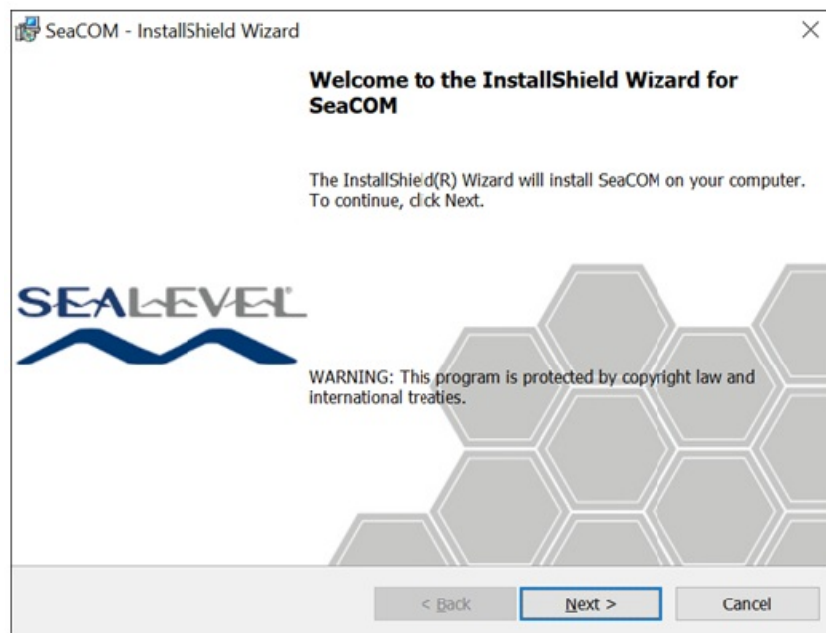 SeaCOM - InstallShield Wizard
Welcome to the InstallShield Wizard for
SeaCOM
The InstallShield(R) Wizard will install SeaCOM on your computer.
To continue, click Next.
SEALEVEL®
WARNING: This program is protected by copyright law and
international treaties.
< Back
Next >
Cancel